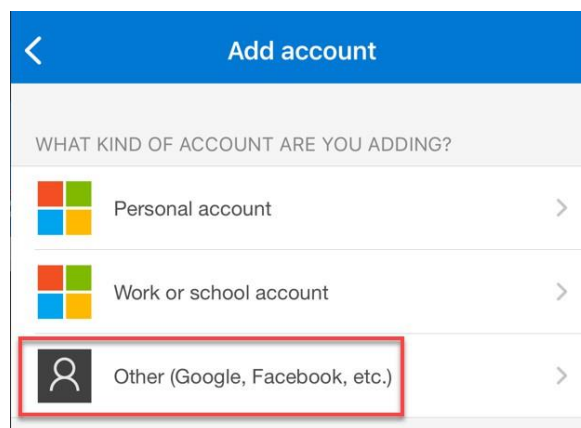 Add account
WHAT KIND OF ACCOUNT ARE YOU ADDING?
Personal account
Work or school account
Other (Google, Facebook, etc.)